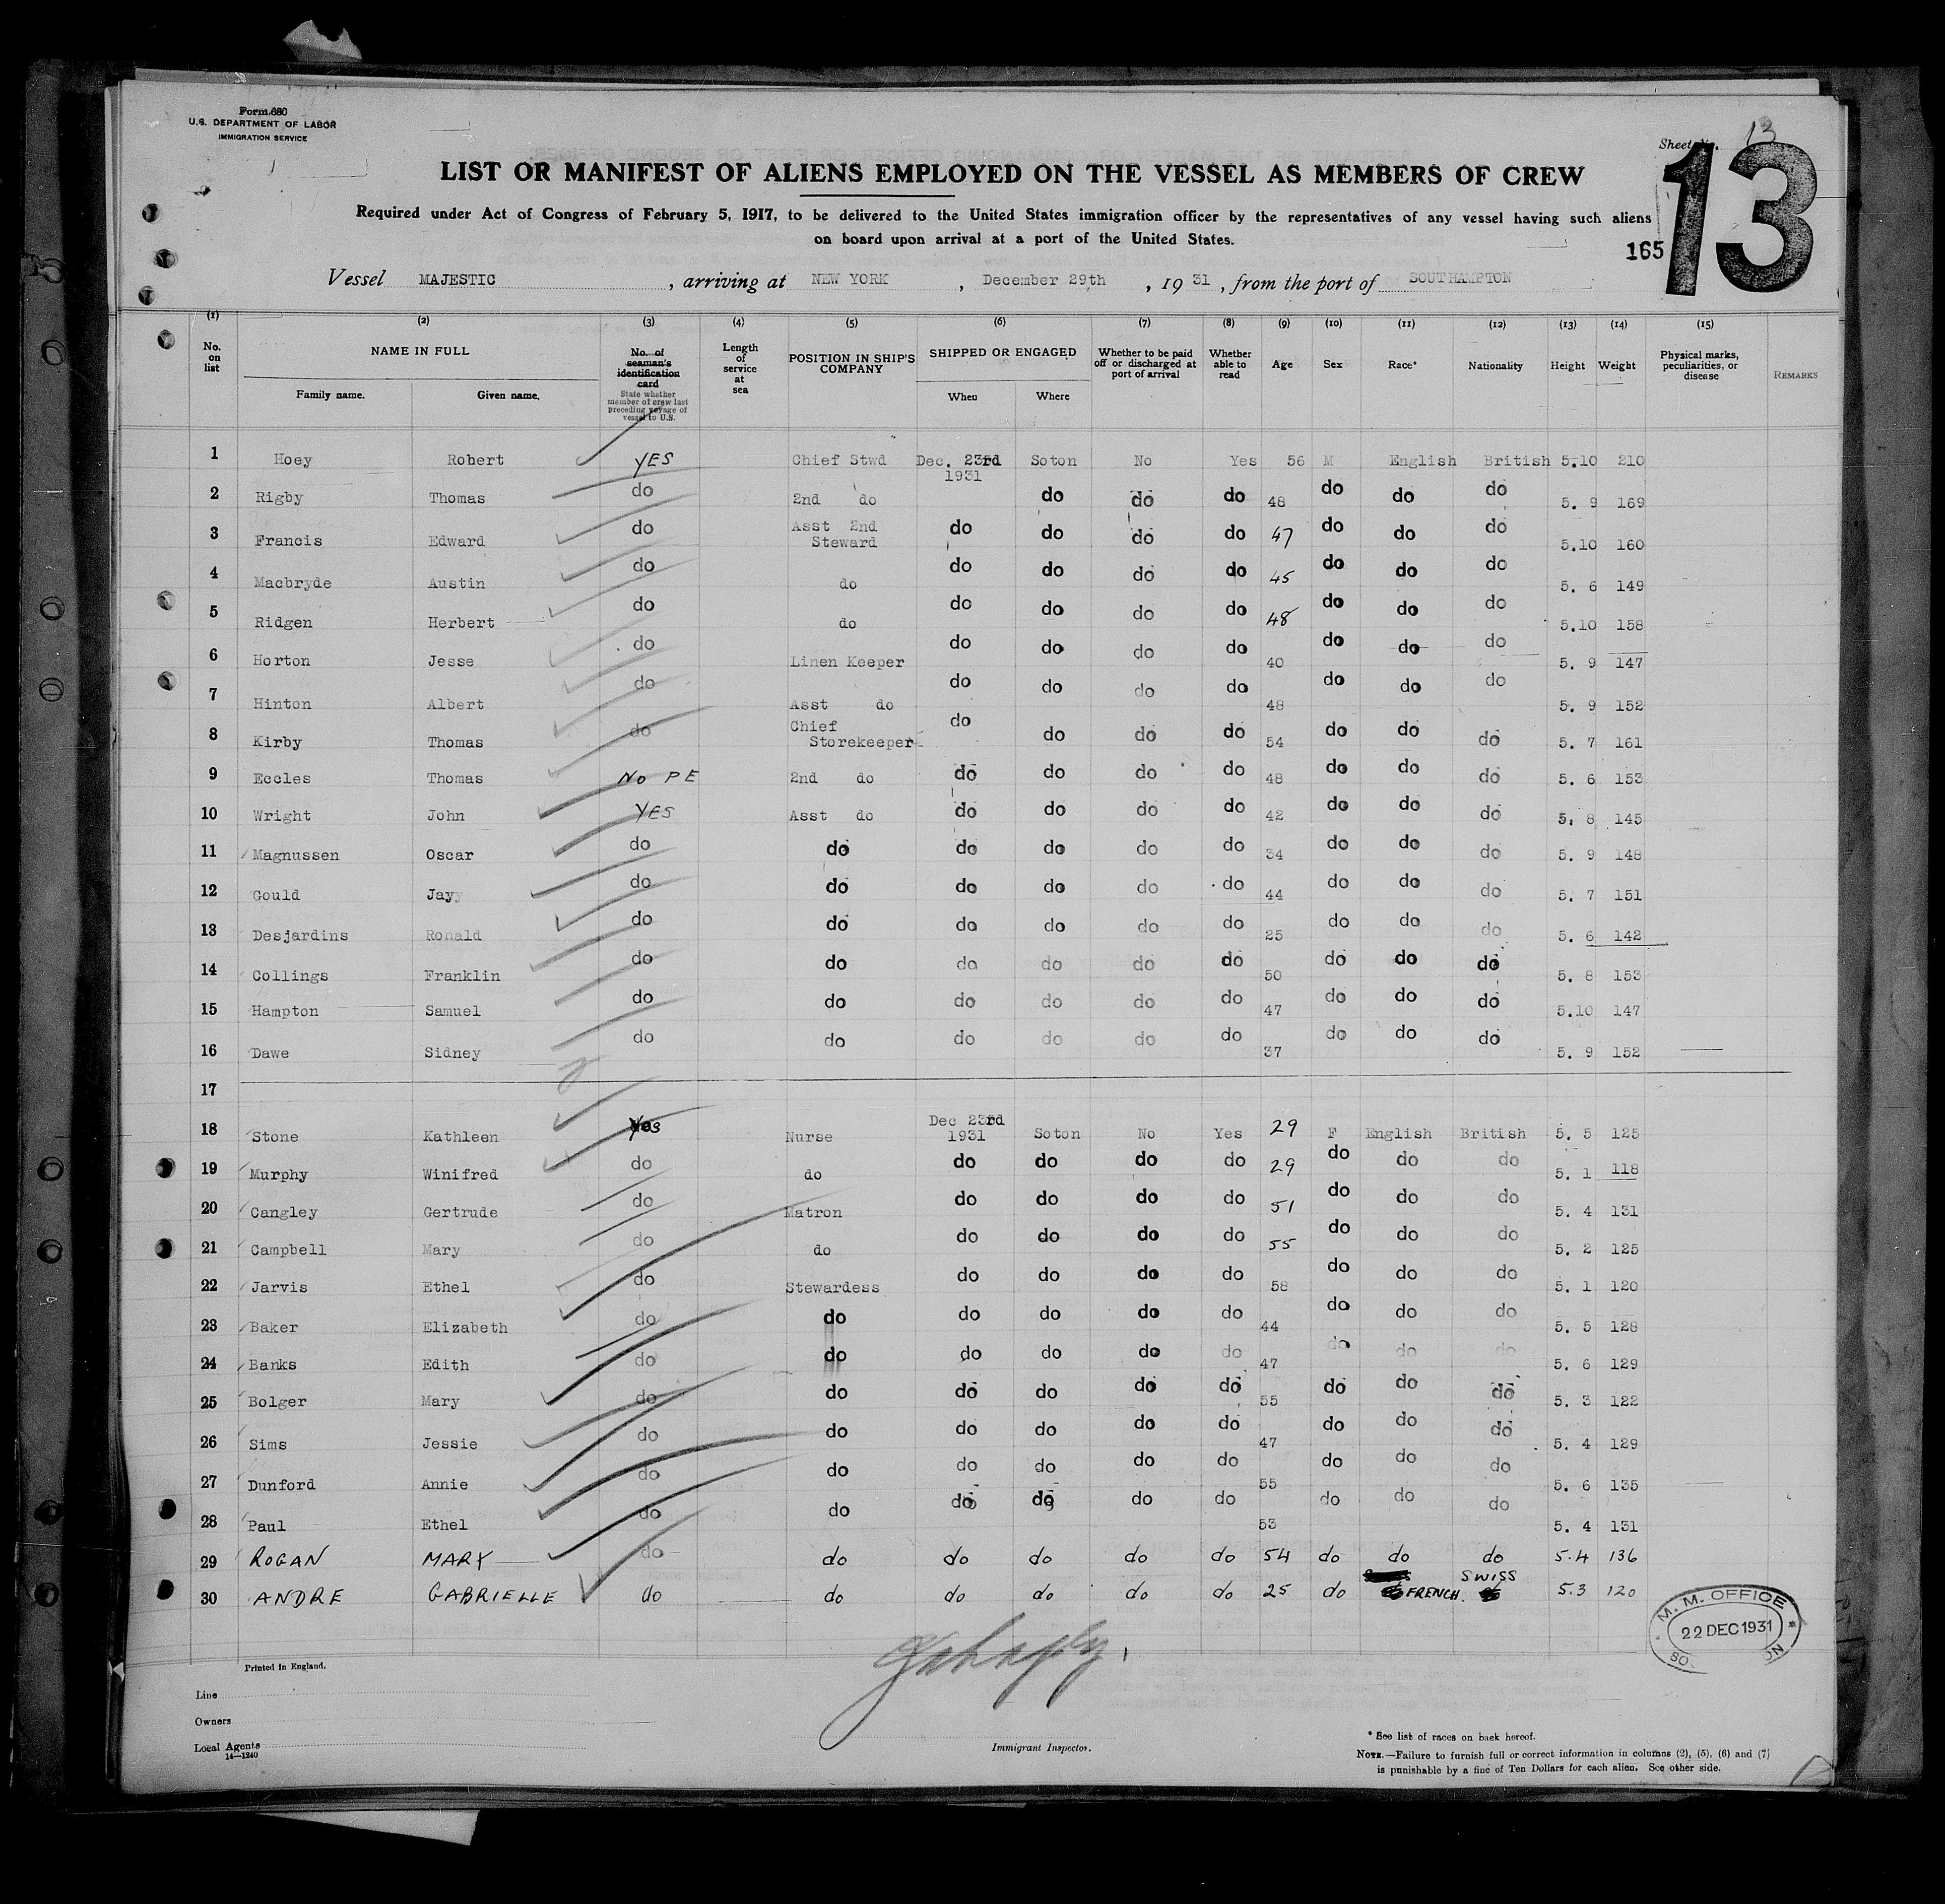 Form 680
U.S. DEPARTMENT OF LABOR
IMMIGRATION SERVICE
Sheet No. 13
13
LIST OR MANIFEST OF ALIENS EMPLOYED ON THE VESSEL AS MEMBERS OF CREW
Required under Act of Congress of February 5, 1917, to be delivered to the United States immigration officer by the representatives of any vessel having such aliens
on board upon arrival at a port of the United States.
165
Vessel MAJESTIC, arriving at NEW YORK, December 29th, 1931, from the port of SOUTHAMPTON
(1) (2) (3) (4) (5) (6) (7) (8) (9) (10) (11) (12) (13) (14) (15)
No. on list NAME IN FULL Family name. Given name. No. of seaman's identification card State whether member of crew last preceding voyage of vessel to U.S. Length of service at sea POSITION IN SHIP'S COMPANY SHIPPED OR ENGAGED When Where Whether to be paid off or discharged at port of arrival Whether able to read Age Sex Race* Nationality Height Weight Physical marks, peculiarities, or disease REMARKS
1 Hoey Robert YES Chief Stwd Dec. 23rd 1931 Soton No Yes 56 M English British 5.10 210
2 Rigby Thomas do 2nd do do do do 48 do do do 5. 9 169
3 Francis Edward do Asst 2nd Steward do do do do 47 do do do 5.10 160
4 Macbryde Austin do do do do do do 45 do do do 5. 6 149
5 Ridgen Herbert do do do do do do 48 do do do 5.10 158
6 Horton Jesse do Linen Keeper do do do do 40 do do do 5. 9 147
7 Hinton Albert do Asst do do do do do 48 do do do 5. 9 152
8 Kirby Thomas do Chief Storekeeper do do do do 54 do do do 5. 7 161
9 Eccles Thomas NO PE 2nd do do do do do 48 do do do 5. 6 153
10 Wright John YES Asst do do do do do 42 do do do 5. 8 145
11 Magnussen Oscar do do do do do do 34 do do do 5. 9 148
12 Gould Jay do do do do do do 44 do do do 5. 7 151
13 Desjardins Ronald do do do do do do 25 do do do 5. 6 142
14 Collings Franklin do do do do do do 50 do do do 5. 8 153
15 Hampton Samuel do do do do do do 47 do do do 5.10 147
16 Dawe Sidney do do do do do do 37 do do do 5. 9 152
17
18 Stone Kathleen Yes Nurse Dec 23rd 1931 Soton No Yes 29 F English British 5. 5 125
19 Murphy Winifred do do do do do do 29 do do do 5. 1 118
20 Cangley Gertrude do Matron do do do do 51 do do do 5. 4 131
21 Campbell Mary do do do do do do 55 do do do 5. 2 125
22 Jarvis Ethel do Stewardess do do do do 58 do do do 5. 1 120
23 Baker Elizabeth do do do do do do 44 do do do 5. 5 128
24 Banks Edith do do do do do do 47 do do do 5. 6 129
25 Bolger Mary do do do do do do 55 do do do 5. 3 122
26 Sims Jessie do do do do do do 47 do do do 5. 4 129
27 Dunford Annie do do do do do do 55 do do do 5. 6 135
28 Paul Ethel do do do do do do 53 do do do 5. 4 131
29 ROGAN MARY do do do do do do 54 do do do 5.4 136
30 ANDRE GABRIELLE do do do do do do 25 do FRENCH. SWISS 5.3 120
M. M. OFFICE
22 DEC 1931
Printed in England.
Line
Owners
Local Agents
14—1240
Immigrant Inspector.
* See list of races on back hereof.
NOTE.—Failure to furnish full or correct information in columns (2), (5), (6) and (7)
is punishable by a fine of Ten Dollars for each alien. See other side.